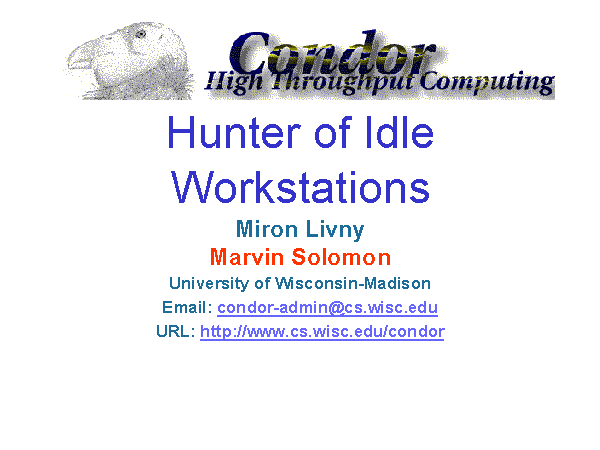 Condor
High Throughput Computing
Hunter of Idle
Workstations
Miron Livny
Marvin Solomon
University of Wisconsin-Madison
Email: condor-admin@cs.wisc.edu
URL: http://www.cs.wisc.edu/condor